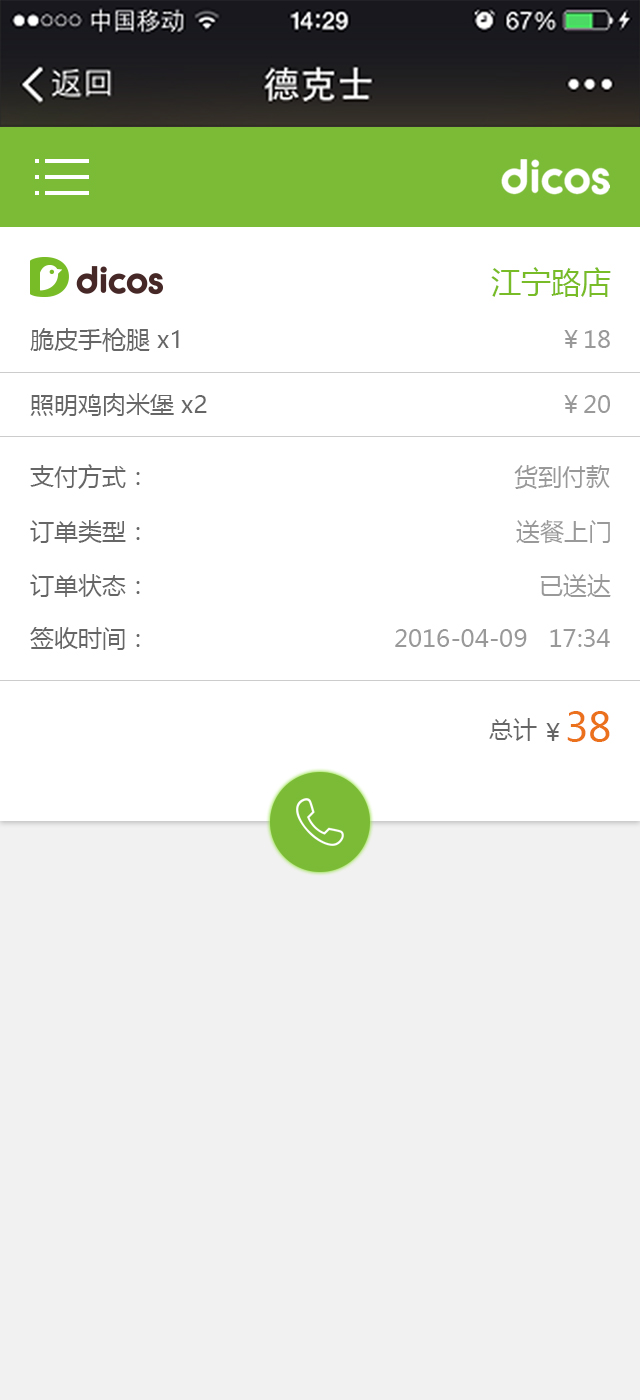 中国移动 14:29 67%
返回 德克士
dicos
dicos 江宁路店
脆皮手枪腿 x1 ¥18
照明鸡肉米堡 x2 ¥20
支付方式： 货到付款
订单类型： 送餐上门
订单状态： 已送达
签收时间： 2016-04-09 17:34
总计 ¥38